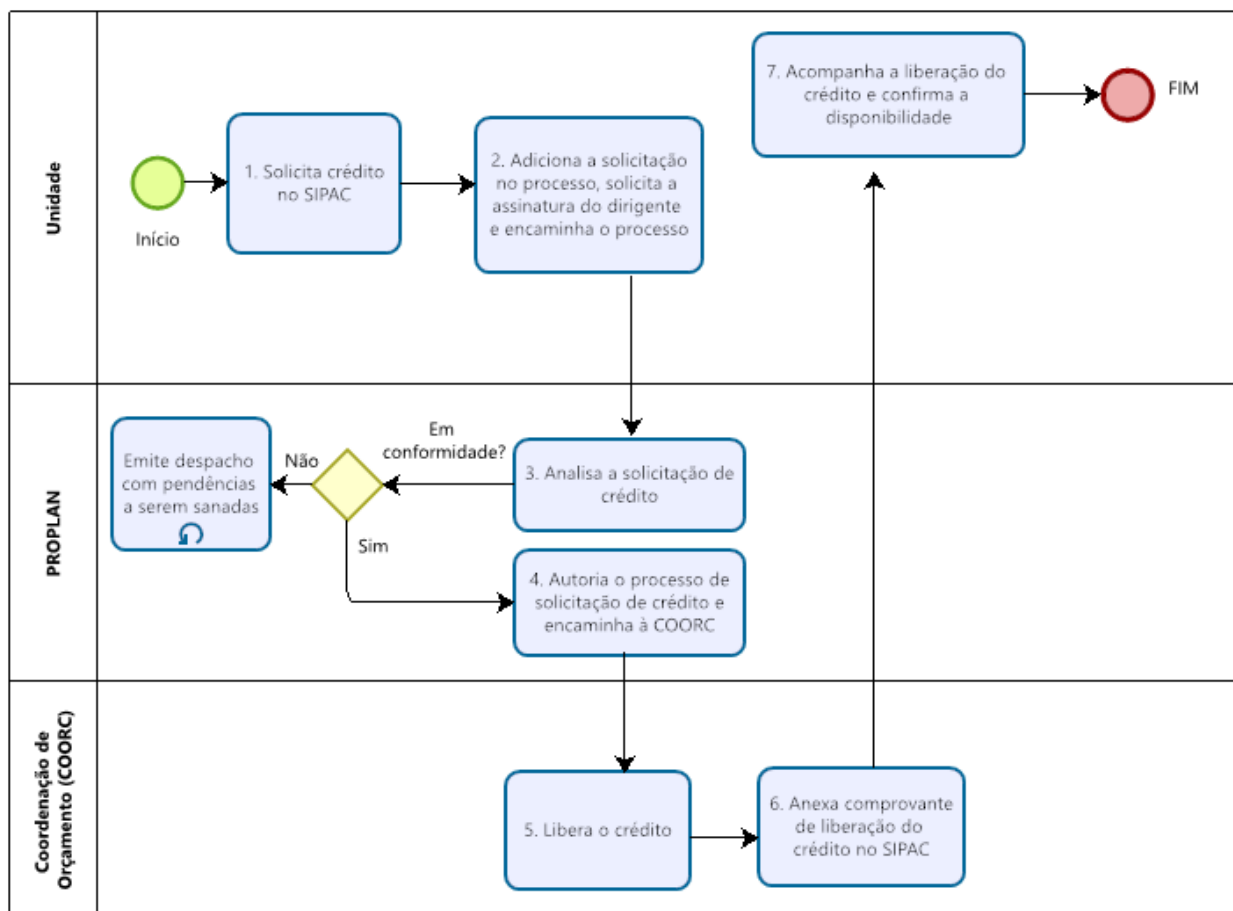 Unidade
Início
1. Solicita crédito
no SIPAC
2. Adiciona a solicitação
no processo, solicita a
assinatura do dirigente
e encaminha o processo
7. Acompanha a liberação do
crédito e confirma a
disponibilidade
FIM
PROPLAN
Emite despacho
com pendências
a serem sanadas
Não
Em
conformidade?
Sim
3. Analisa a solicitação de
crédito
4. Autoria o processo de
solicitação de crédito e
encaminha à COORC
Coordenação de
Orçamento (COORC)
5. Libera o crédito
6. Anexa comprovante
de liberação do
crédito no SIPAC